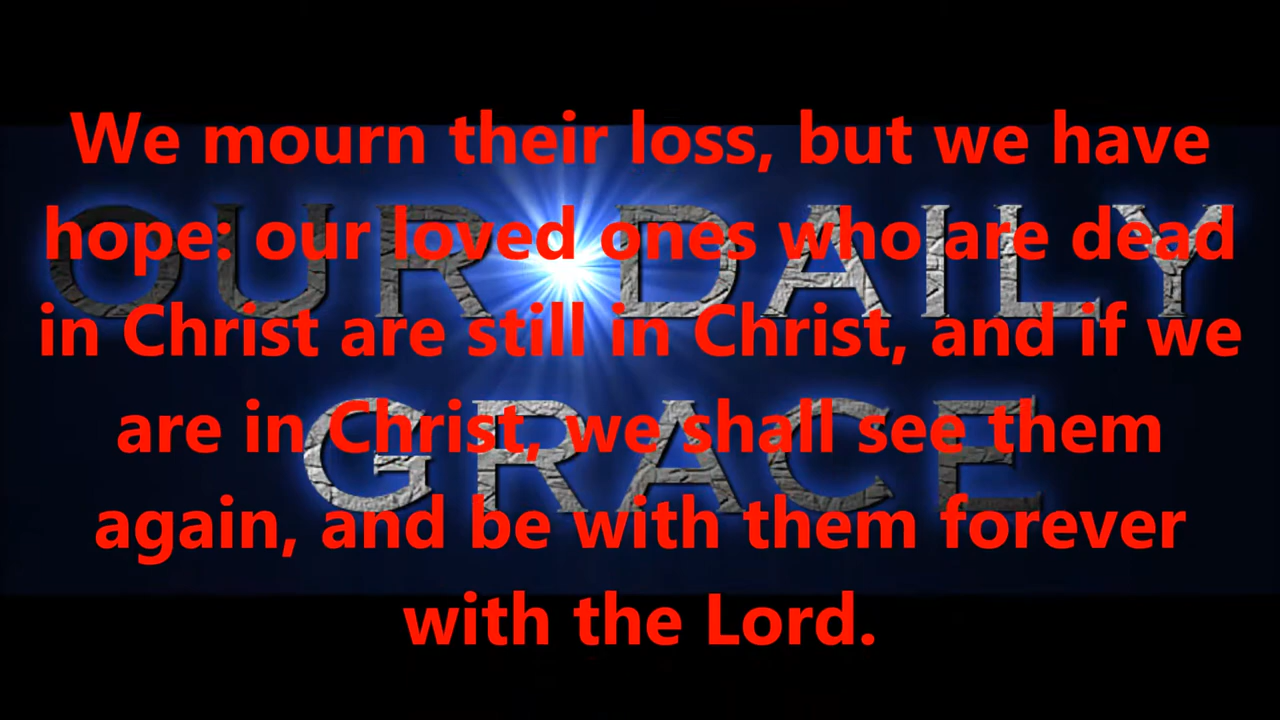 We mourn their loss, but we have
hope: our loved ones who are dead
in Christ are still in Christ, and if we
are in Christ, we shall see them
again, and be with them forever
with the Lord.
OUR DAILY
GRACE